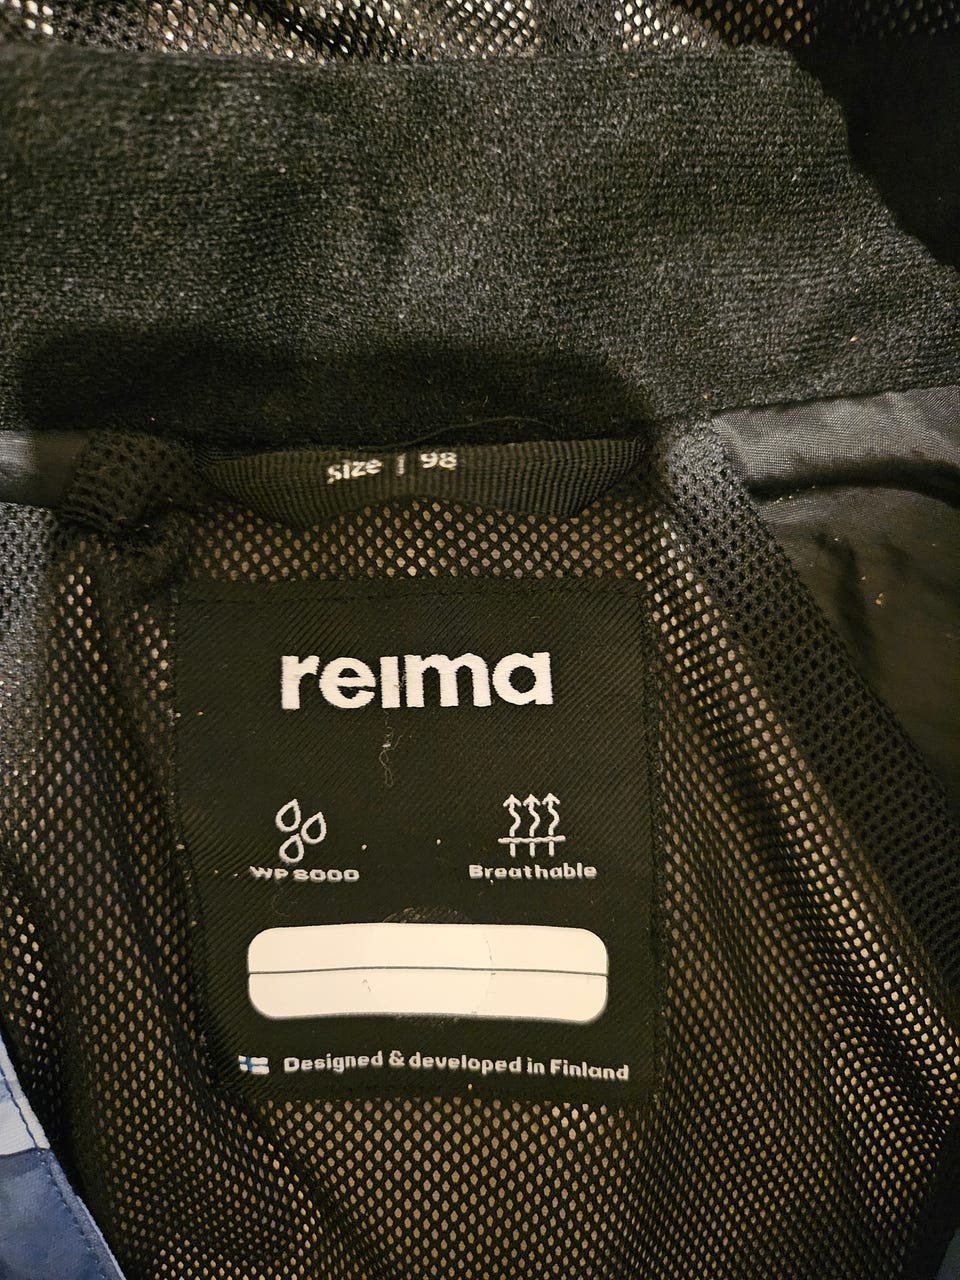 size | 98
reima
WP 8000
Breathable
Designed & developed in Finland